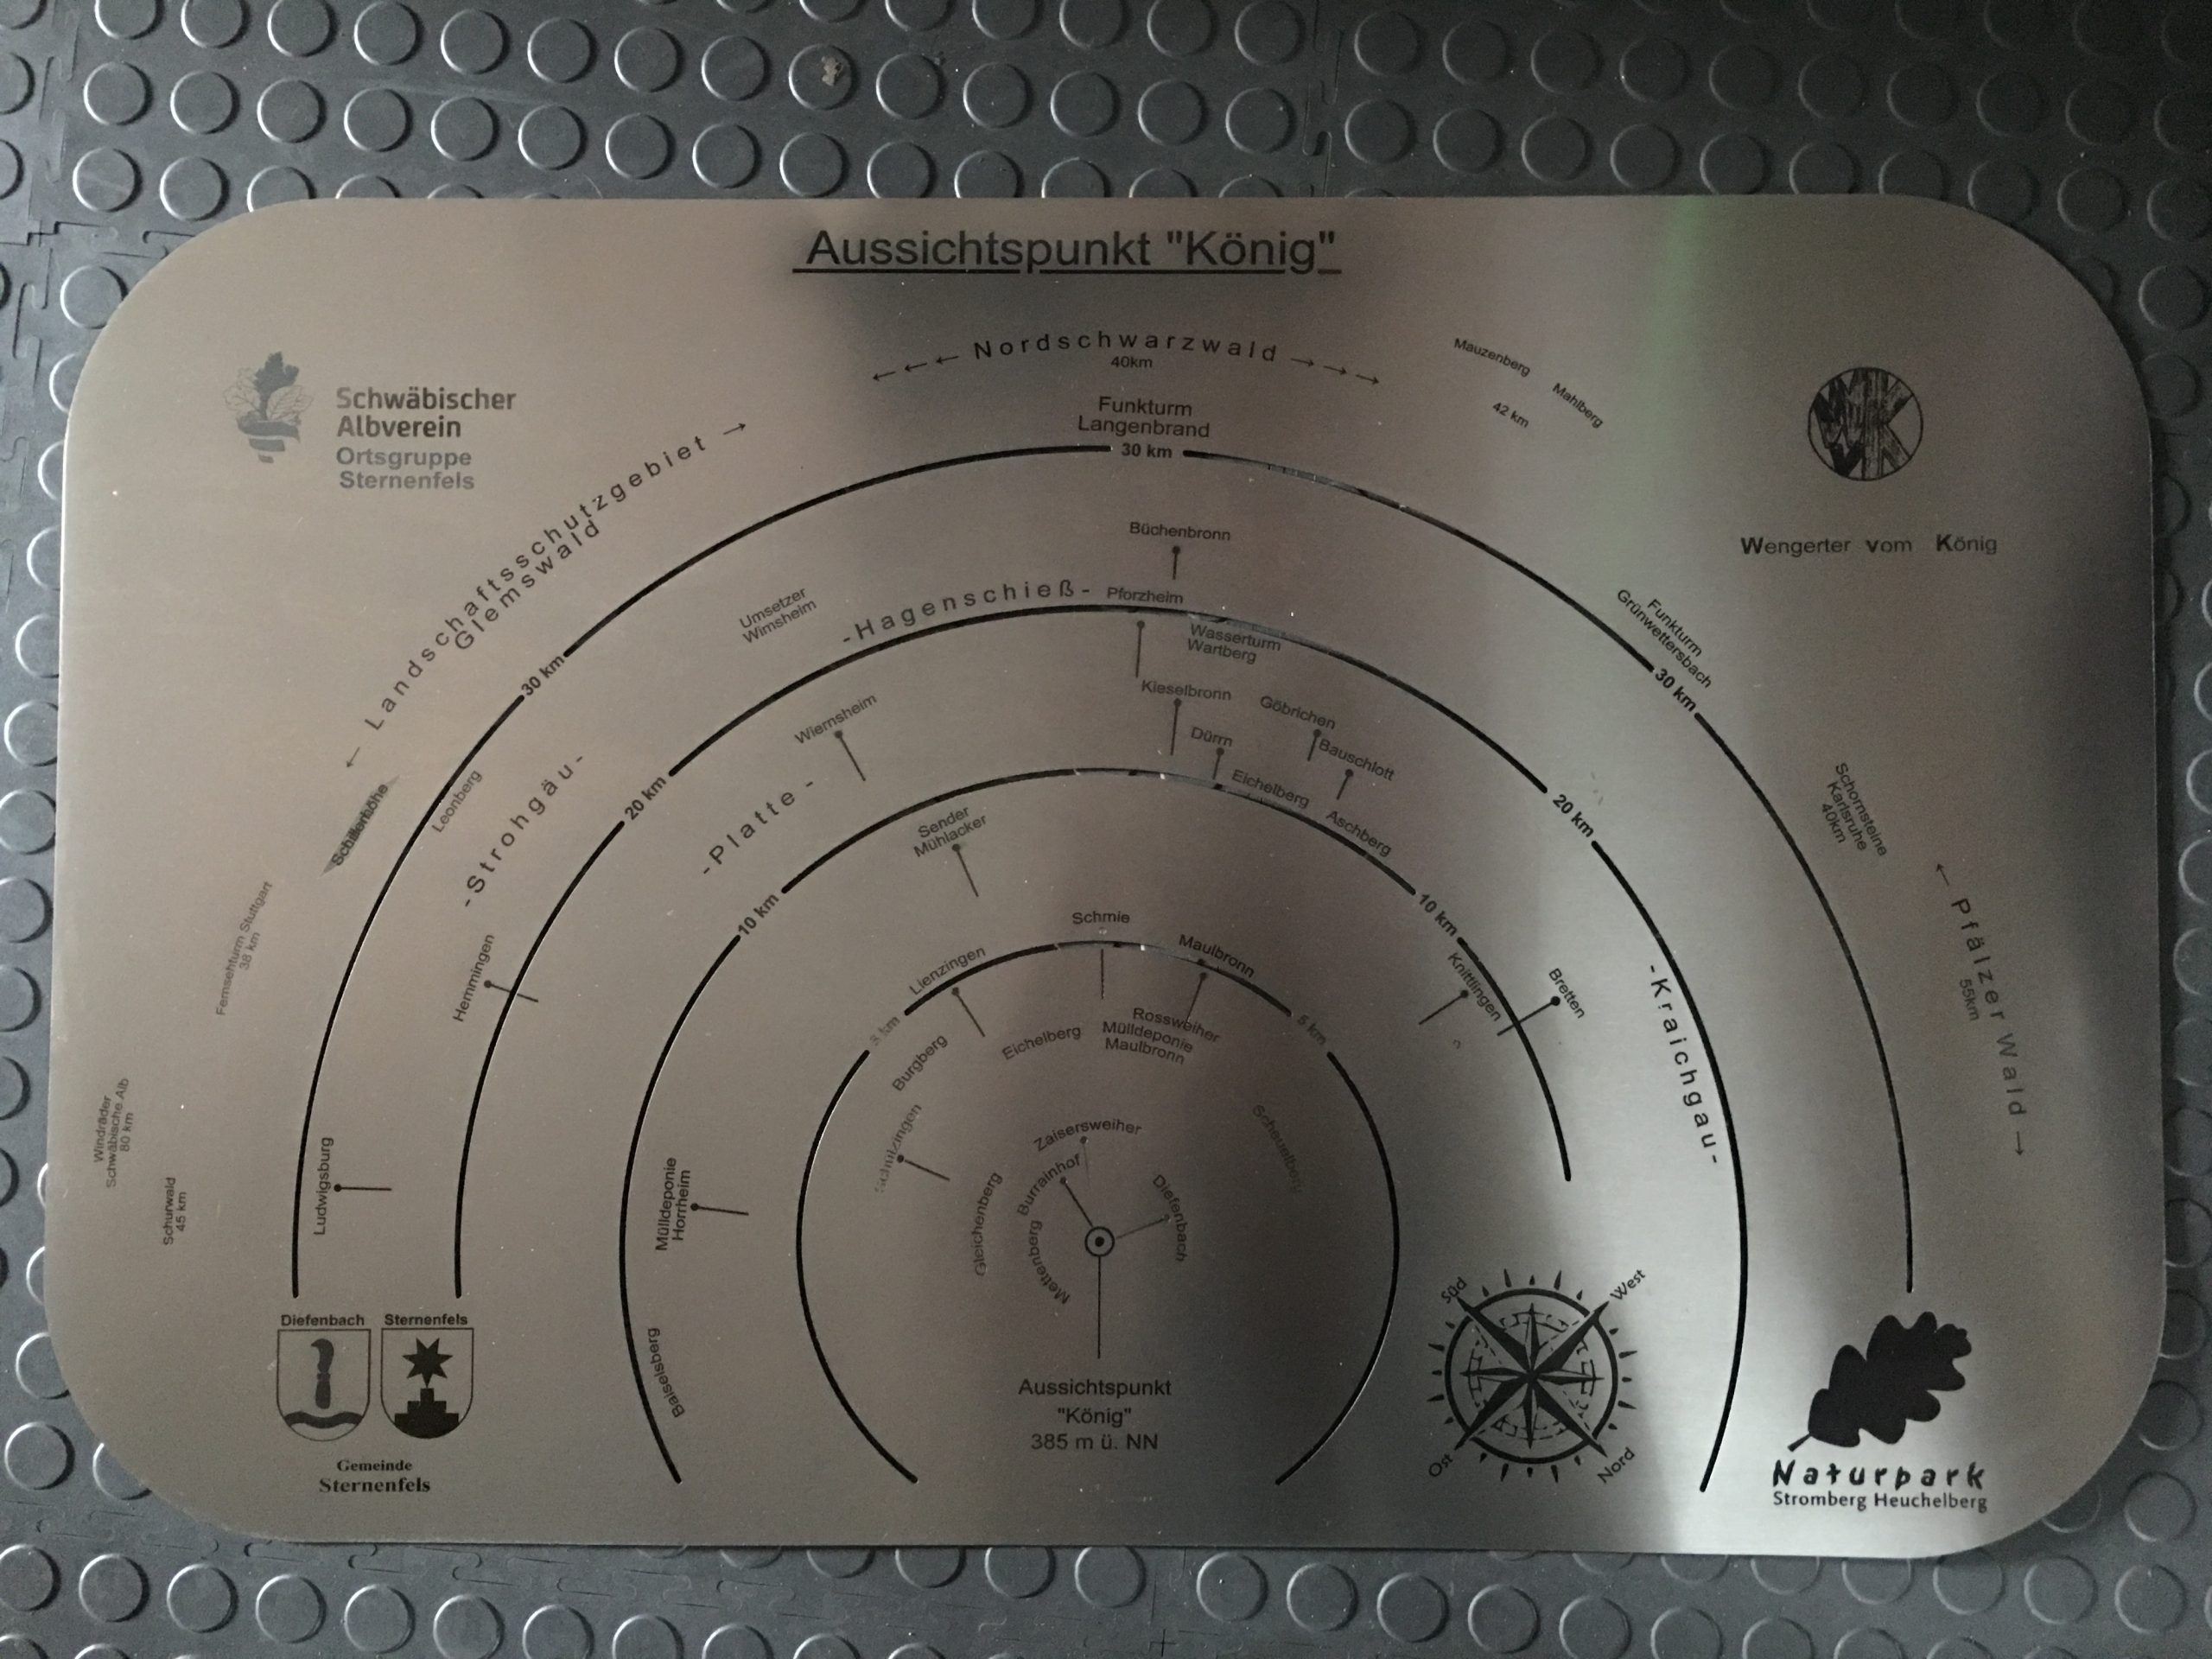 Aussichtspunkt "König"
Schwäbischer
Albverein
Ortsgruppe
Sternenfels
← ← ← Nordschwarzwald → → →
40km
Mauzenberg
Mahlberg
42 km
WK
Wengerter vom König
Funkturm
Langenbrand
30 km
← Landschaftsschutzgebiet →
Glemswald
30 km
Büchenbronn
-Hagenschieß-
Pforzheim
Umsetzer
Wimsheim
Wasserturm
Wartberg
Funkturm
Grünwettersbach
30 km
Kieselbronn
Göbrichen
Dürrn
Bauschlott
Eichelberg
Aschberg
Wiernsheim
-Platte -
20 km
-Strohgäu-
Leonberg
Schillerhöhe
Fernsehturm Stuttgart
38 km
Sender
Mühlacker
10 km
20 km
10 km
Schornsteine
Karlsruhe
40km
← Pfälzer Wald →
55km
-Kraichgau-
Bretten
Knittlingen
Hemmingen
Schmie
Maulbronn
Lienzingen
5 km
5 km
Rossweiher
Mülldeponie
Maulbronn
Eichelberg
Burgberg
Windräder
Schwäbische Alb
80 km
Schurwald
45 km
Ludwigsburg
Mülldeponie
Horrheim
Schützingen
Gleichenberg
Zaisersweiher
Burrainhof
Mettenberg
Diefenbach
Scheuelberg
Baiselsberg
Aussichtspunkt
"König"
385 m ü. NN
Süd
West
Ost
Nord
Diefenbach
Sternenfels
Gemeinde
Sternenfels
Naturpark
Stromberg Heuchelberg